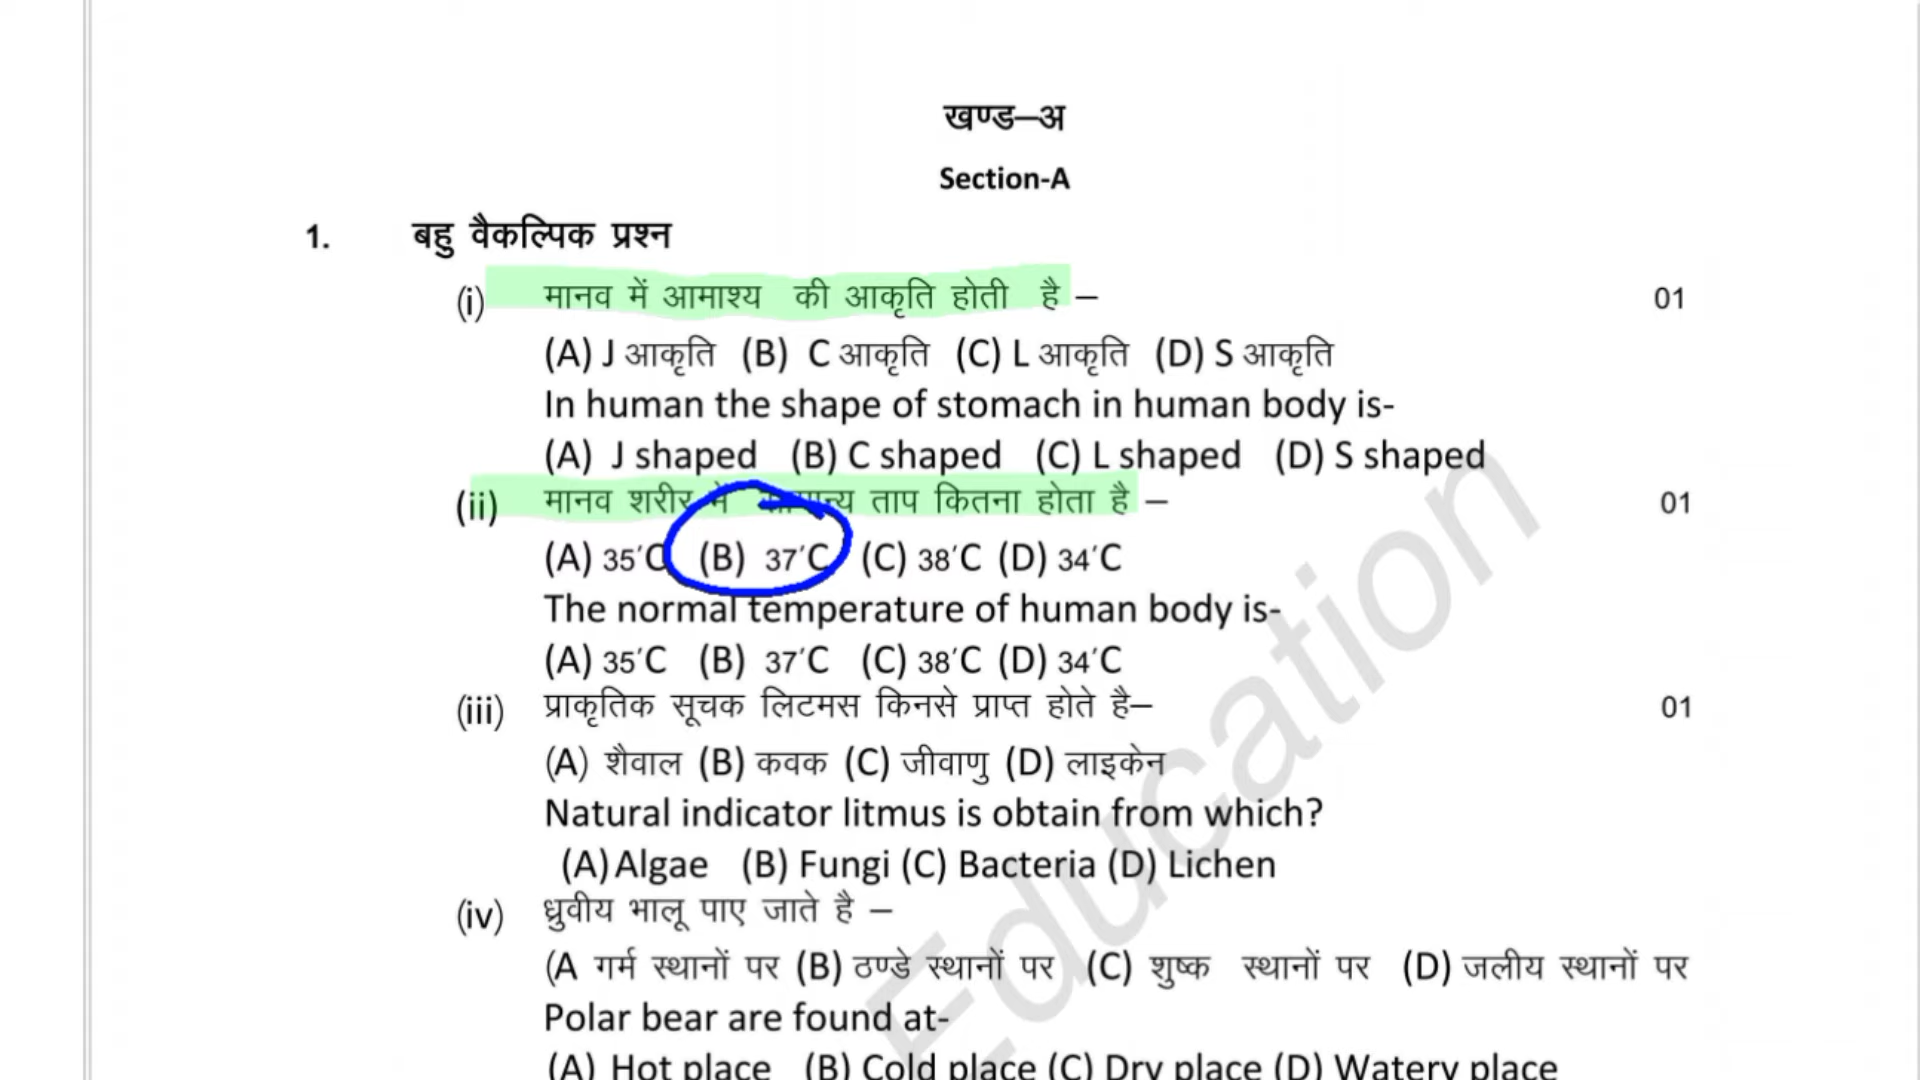 खण्ड–अ
Section-A
1. बहु वैकल्पिक प्रश्न
(i) मानव में आमाश्य की आकृति होती है – 01
(A) J आकृति (B) C आकृति (C) L आकृति (D) S आकृति
In human the shape of stomach in human body is-
(A) J shaped (B) C shaped (C) L shaped (D) S shaped
(ii) मानव शरीर में सामान्य ताप कितना होता है – 01
(A) 35′C (B) 37′C (C) 38′C (D) 34′C
The normal temperature of human body is-
(A) 35′C (B) 37′C (C) 38′C (D) 34′C
(iii) प्राकृतिक सूचक लिटमस किनसे प्राप्त होते है– 01
(A) शैवाल (B) कवक (C) जीवाणु (D) लाइकेन
Natural indicator litmus is obtain from which?
(A) Algae (B) Fungi (C) Bacteria (D) Lichen
(iv) ध्रुवीय भालू पाए जाते है –
(A गर्म स्थानों पर (B) ठण्डे स्थानों पर (C) शुष्क स्थानों पर (D) जलीय स्थानों पर
Polar bear are found at-
(A) Hot place (B) Cold place (C) Dry place (D) Watery place
Education